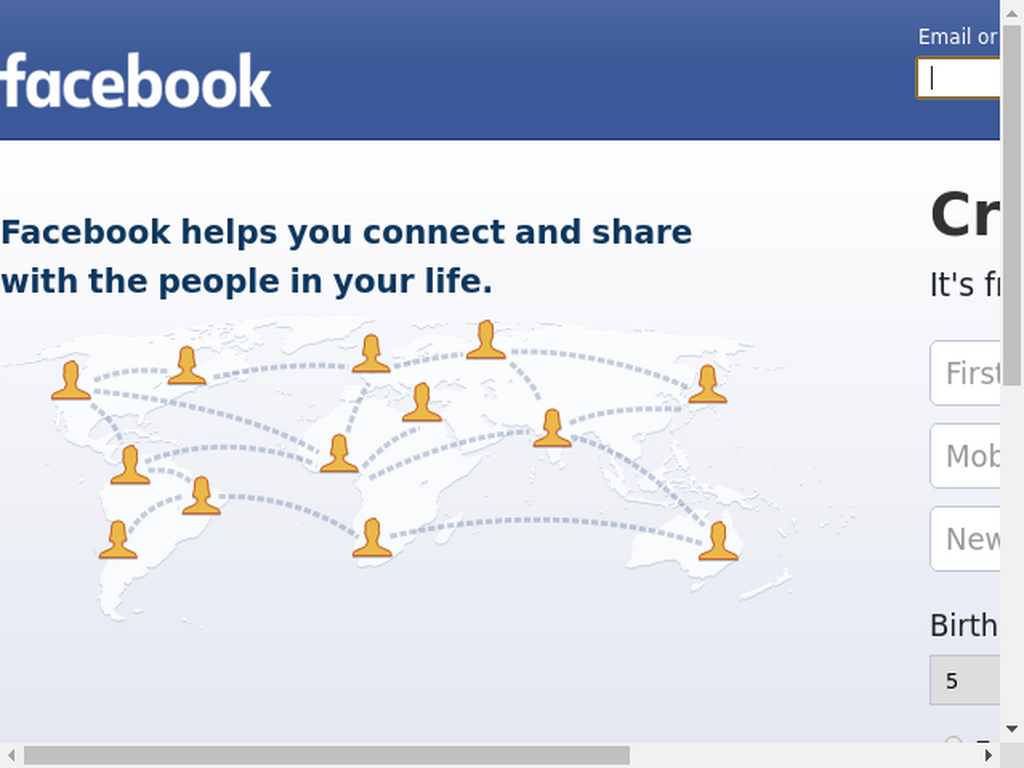 facebook
Email or
Facebook helps you connect and share
with the people in your life.
Cr
It's fr
First
Mob
New
Birth
5